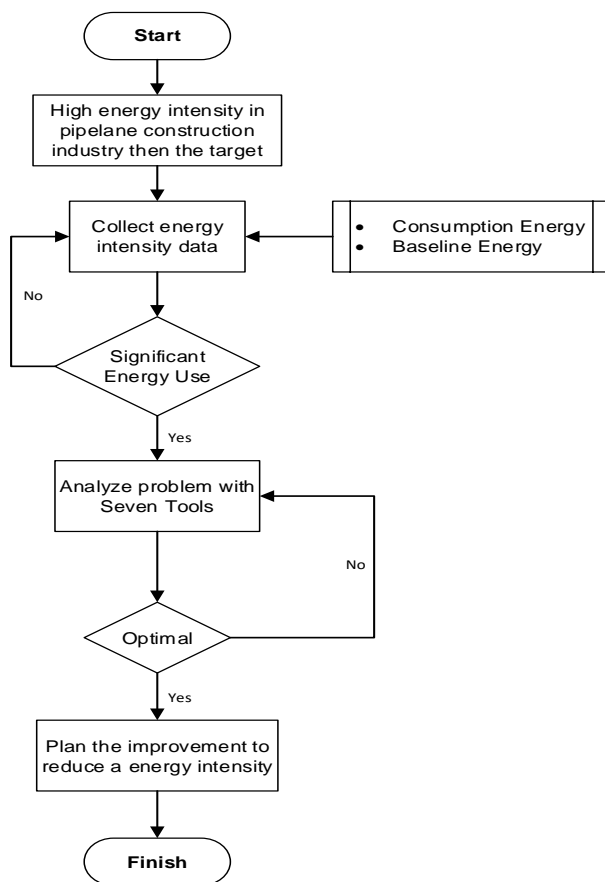 Start
High energy intensity in
pipelane construction
industry then the target
Collect energy
intensity data
• Consumption Energy
• Baseline Energy
No
Significant
Energy Use
Yes
Analyze problem with
Seven Tools
No
Optimal
Yes
Plan the improvement to
reduce a energy intensity
Finish